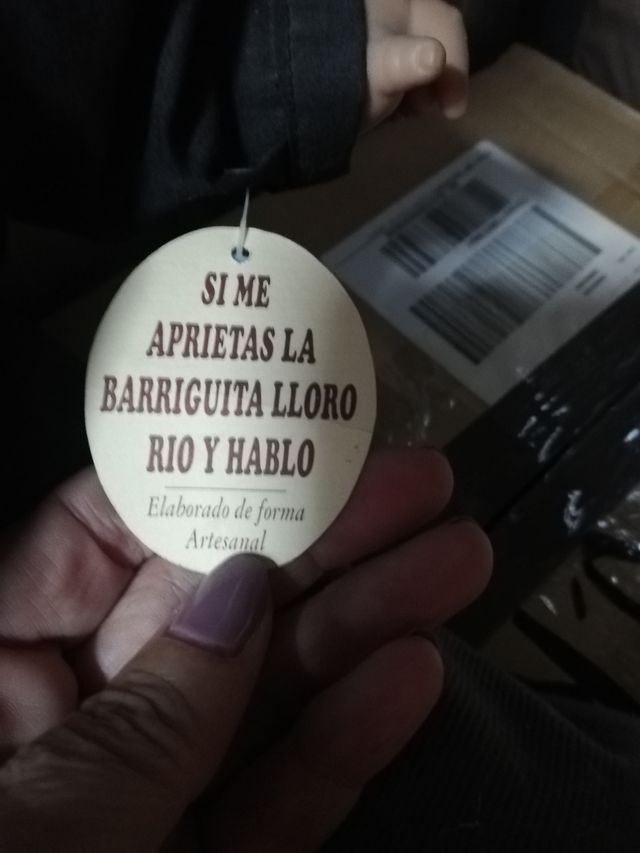 SI ME
APRIETAS LA
BARRIGUITA LLORO
RIO Y HABLO
Elaborado de forma
Artesanal